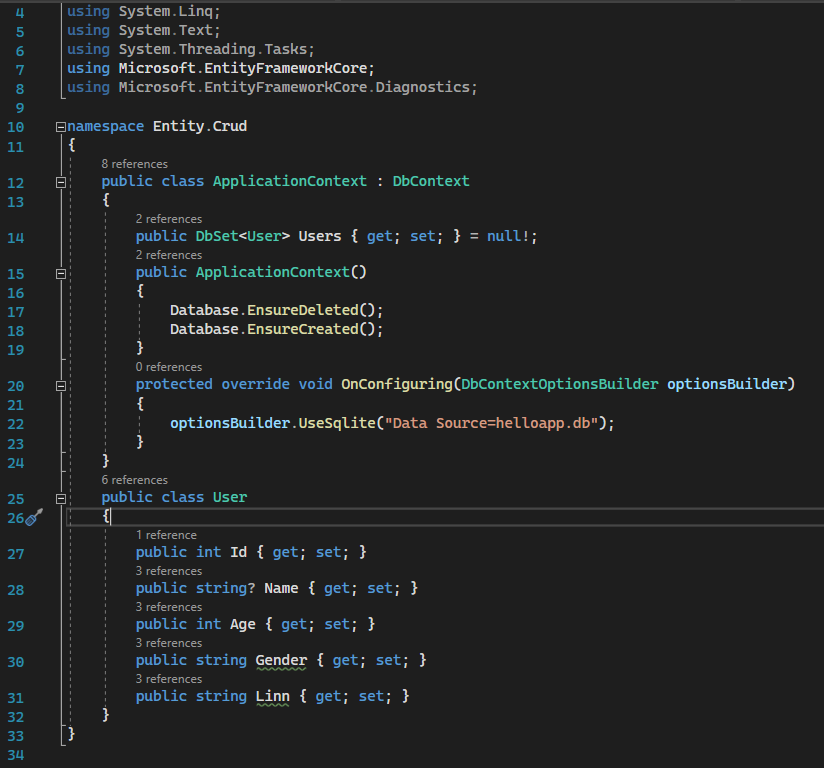 4 using System.Linq;
5 using System.Text;
6 using System.Threading.Tasks;
7 using Microsoft.EntityFrameworkCore;
8 using Microsoft.EntityFrameworkCore.Diagnostics;
9
10 namespace Entity.Crud
11 {
8 references
12 public class ApplicationContext : DbContext
13 {
2 references
14 public DbSet<User> Users { get; set; } = null!;
2 references
15 public ApplicationContext()
16 {
17 Database.EnsureDeleted();
18 Database.EnsureCreated();
19 }
0 references
20 protected override void OnConfiguring(DbContextOptionsBuilder optionsBuilder)
21 {
22 optionsBuilder.UseSqlite("Data Source=helloapp.db");
23 }
24 }
6 references
25 public class User
26 {
1 reference
27 public int Id { get; set; }
3 references
28 public string? Name { get; set; }
3 references
29 public int Age { get; set; }
3 references
30 public string Gender { get; set; }
3 references
31 public string Linn { get; set; }
32 }
33 }
34